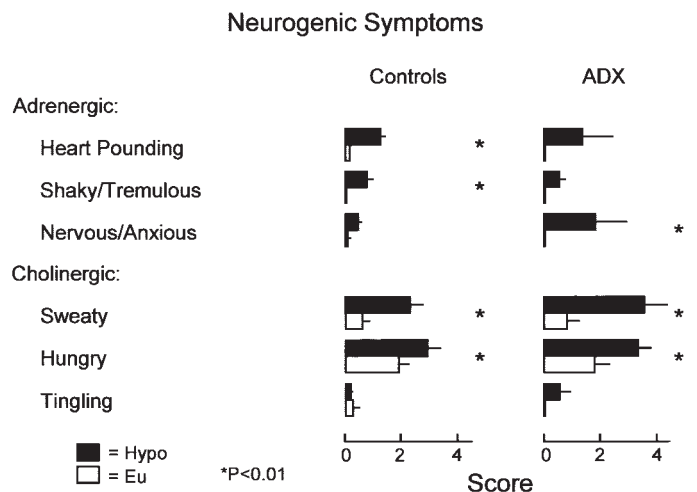 Neurogenic Symptoms
Controls ADX
Adrenergic:
Heart Pounding *
Shaky/Tremulous *
Nervous/Anxious *
Cholinergic:
Sweaty * *
Hungry * *
Tingling
= Hypo
= Eu
*P<0.01
0 2 4 0 2 4
Score